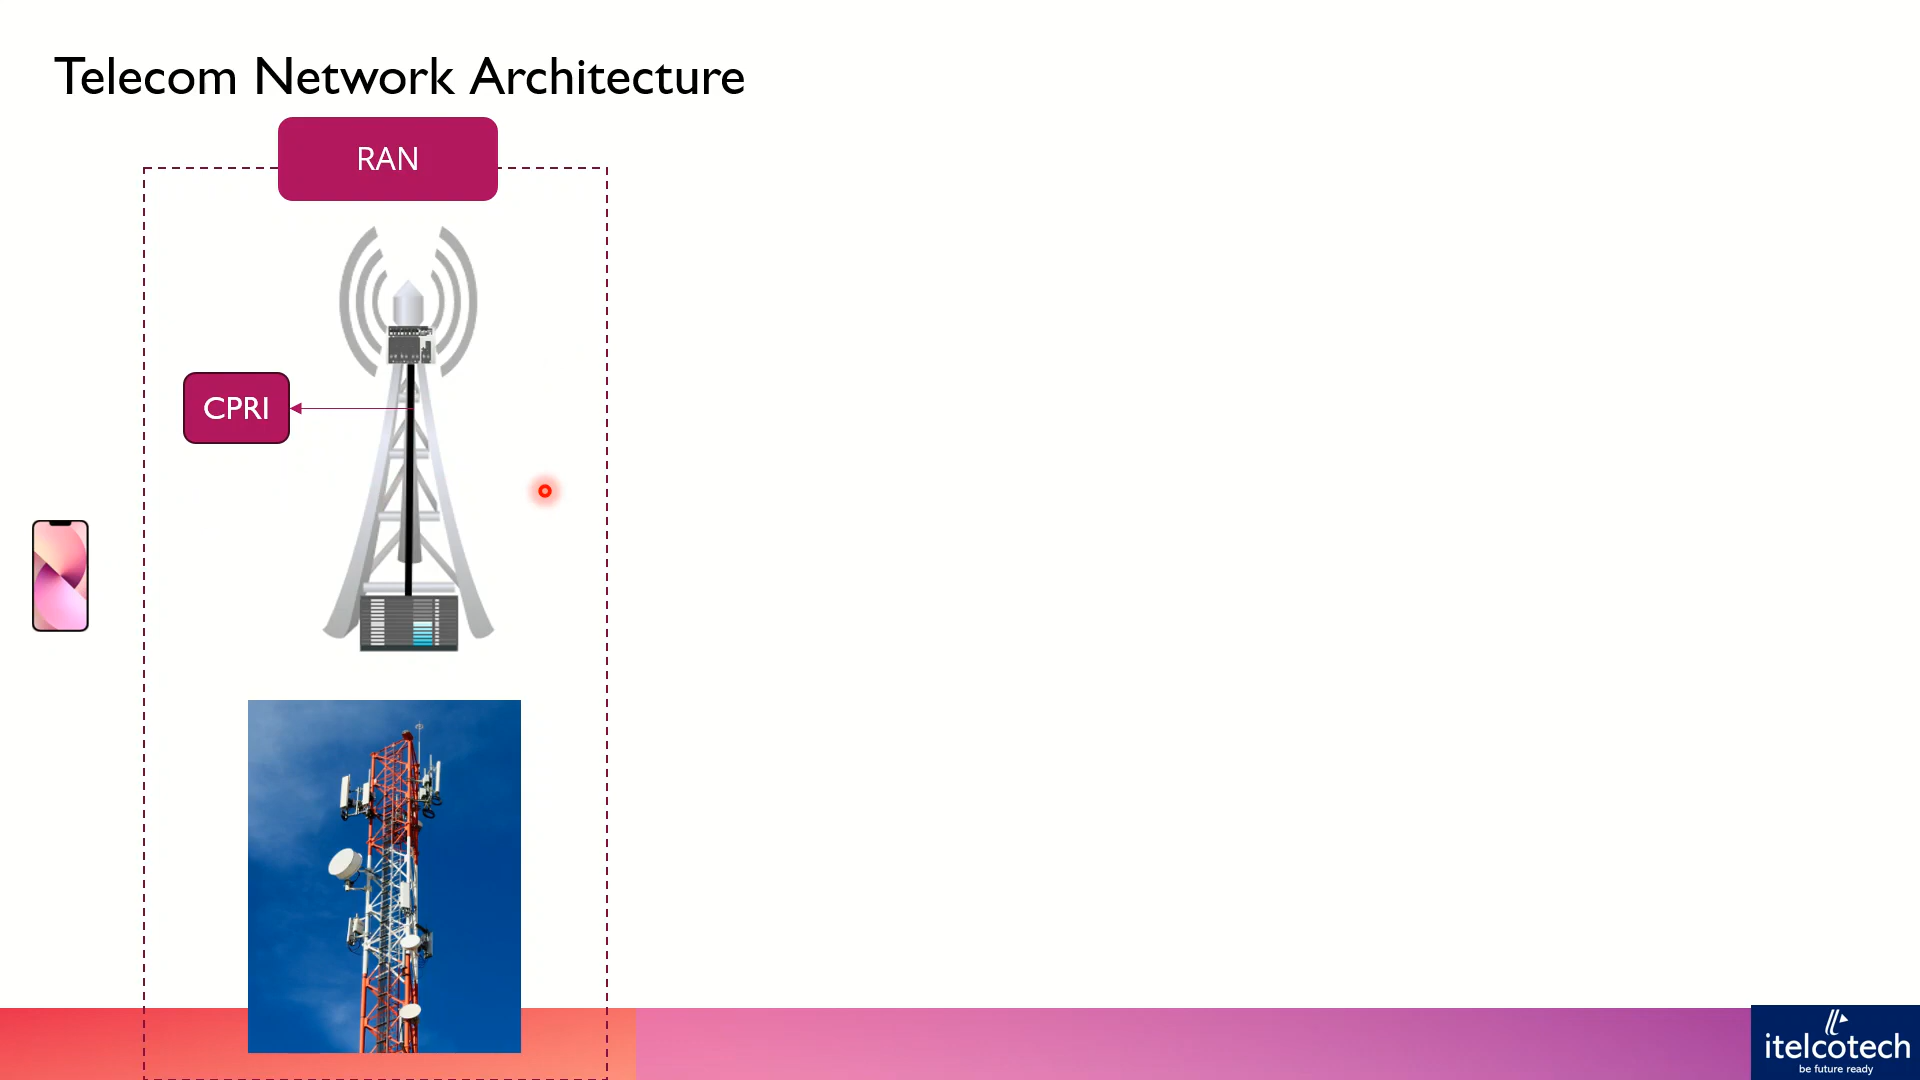 Telecom Network Architecture
RAN
CPRI
itelcotech
be future ready